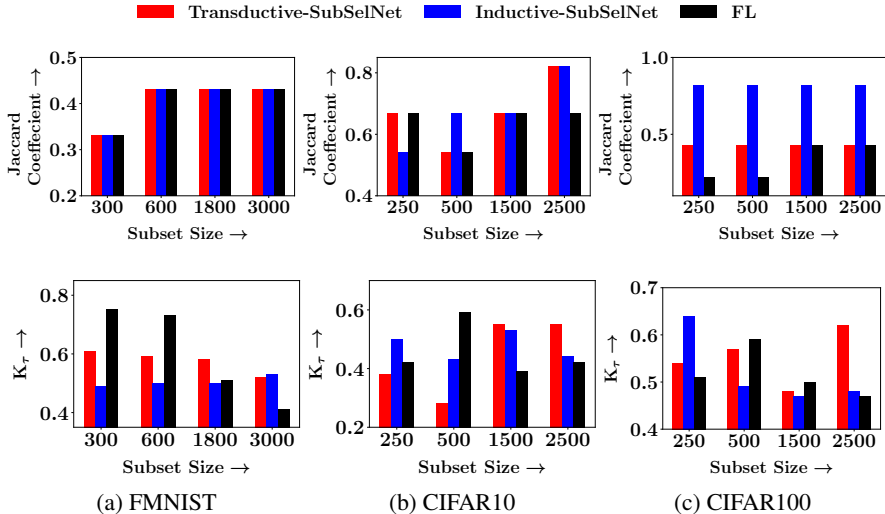 Transductive-SubSelNet Inductive-SubSelNet FL
Jaccard
Coeffecient →
0.5
0.4
0.3
0.2
300 600 1800 3000
Subset Size →
Jaccard
Coeffecient →
0.8
0.6
0.4
250 500 1500 2500
Subset Size →
Jaccard
Coeffecient →
1.0
0.5
250 500 1500 2500
Subset Size →
K_τ →
0.8
0.6
0.4
300 600 1800 3000
Subset Size →
(a) FMNIST
K_τ →
0.6
0.4
0.2
250 500 1500 2500
Subset Size →
(b) CIFAR10
K_τ →
0.7
0.6
0.5
0.4
250 500 1500 2500
Subset Size →
(c) CIFAR100